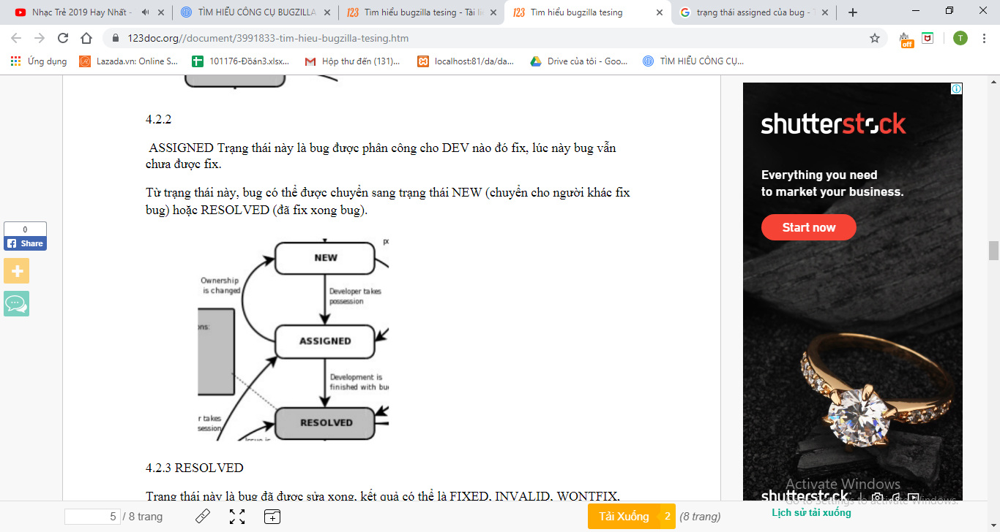 Nhạc Trẻ 2019 Hay Nhất -
TÌM HIỂU CÔNG CỤ BUGZILLA
Tìm hiểu bugzilla tesing - Tài li
Tìm hiểu bugzilla tesing
trạng thái assigned của bug - T
123doc.org//document/3991833-tim-hieu-bugzilla-tesing.htm
off
T
Ứng dụng
Lazada.vn: Online S...
101176-Đồán3.xlsx...
Hộp thư đến (131)...
localhost:81/da/da...
Drive của tôi - Goo...
TÌM HIỂU CÔNG CỤ...
4.2.2
ASSIGNED Trạng thái này là bug được phân công cho DEV nào đó fix, lúc này bug vẫn
chưa được fix.
Từ trạng thái này, bug có thể được chuyển sang trạng thái NEW (chuyển cho người khác fix
bug) hoặc RESOLVED (đã fix xong bug).
0
Share
NEW
Ownership
is changed
Developer takes
possession
ASSIGNED
Development is
finished with bu
RESOLVED
r takes
session
4.2.3 RESOLVED
Trạng thái này là bug đã được sửa xong, kết quả có thể là FIXED, INVALID, WONTFIX,
5 / 8 trang
Tải Xuống 2
(8 trang)
shutterstock
Everything you need
to market your business.
Start now
Activate Windows
shutterstock
Go to Settings to activate Windows.
Lịch sử tải xuống